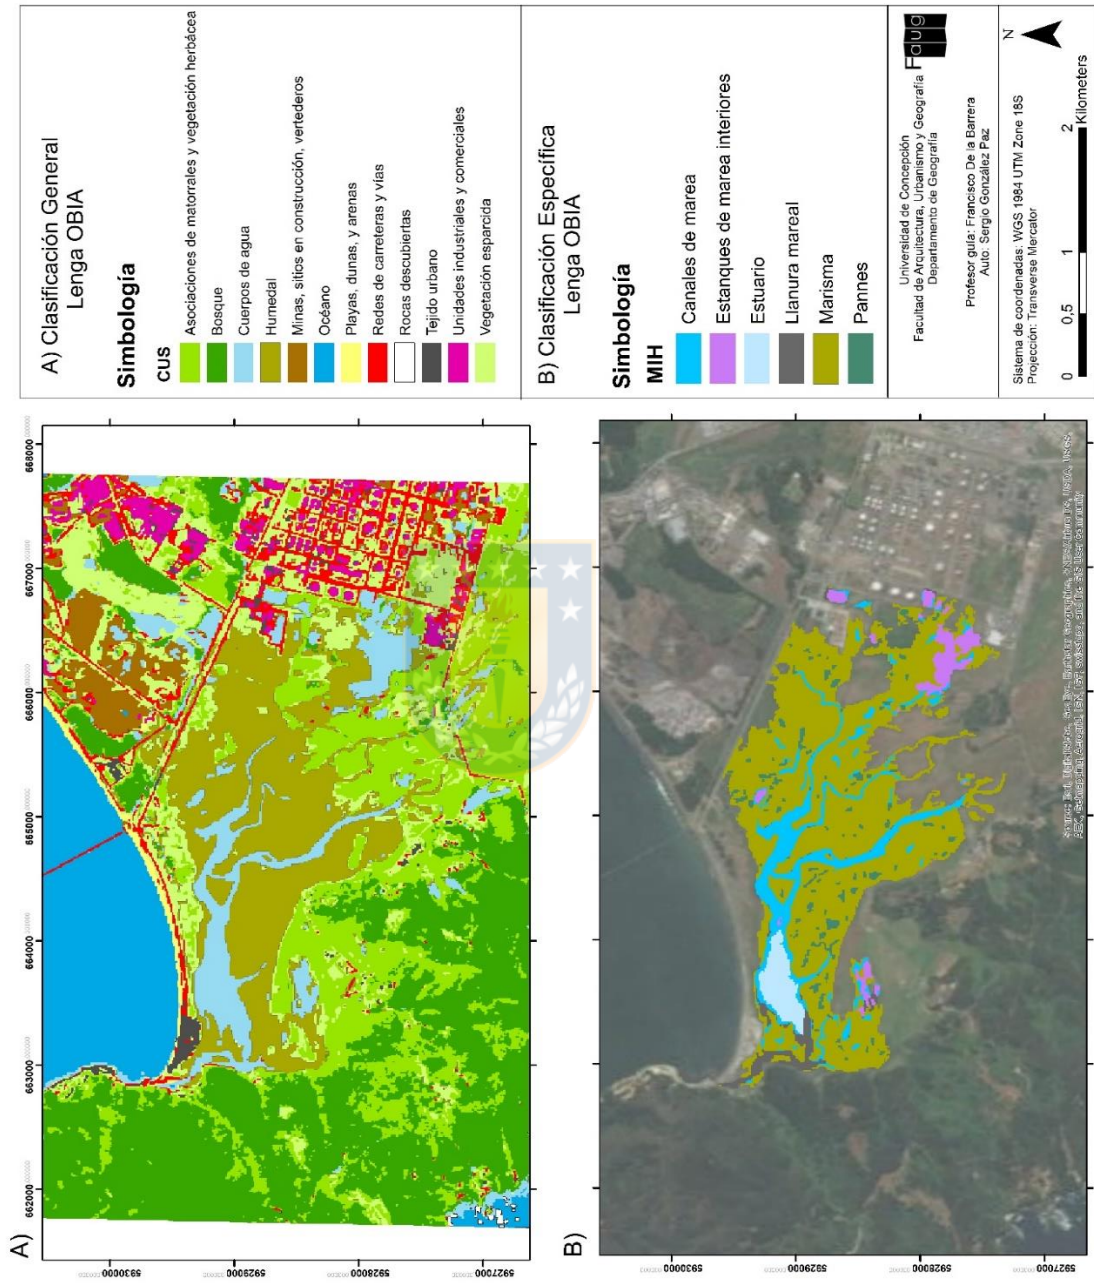 A)
662000
663000
664000
665000
666000
667000
668000
5930000
5929000
5928000
5927000
B)
5930000
5929000
5928000
5927000
A) Clasificación General
Lenga OBIA
Simbología
CUS
Asociaciones de matorrales y vegetación herbácea
Bosque
Cuerpos de agua
Humedal
Minas, sitios en construcción, vertederos
Océano
Playas, dunas, y arenas
Redes de carreteras y vías
Rocas descubiertas
Tejido urbano
Unidades industriales y comerciales
Vegetación esparcida
B) Clasificación Específica
Lenga OBIA
Simbología
MIH
Canales de marea
Estanques de marea interiores
Estuario
Llanura mareal
Marisma
Pannes
Universidad de Concepción
Facultad de Arquitectura, Urbanismo y Geografía
Departamento de Geografía
Faug
Profesor guía: Francisco De la Barrera
Auto: Sergio González Paz
Sistema de coordenadas: WGS 1984 UTM Zone 18S
Projección: Transverse Mercator
N
0
0,5
1
2
Kilometers